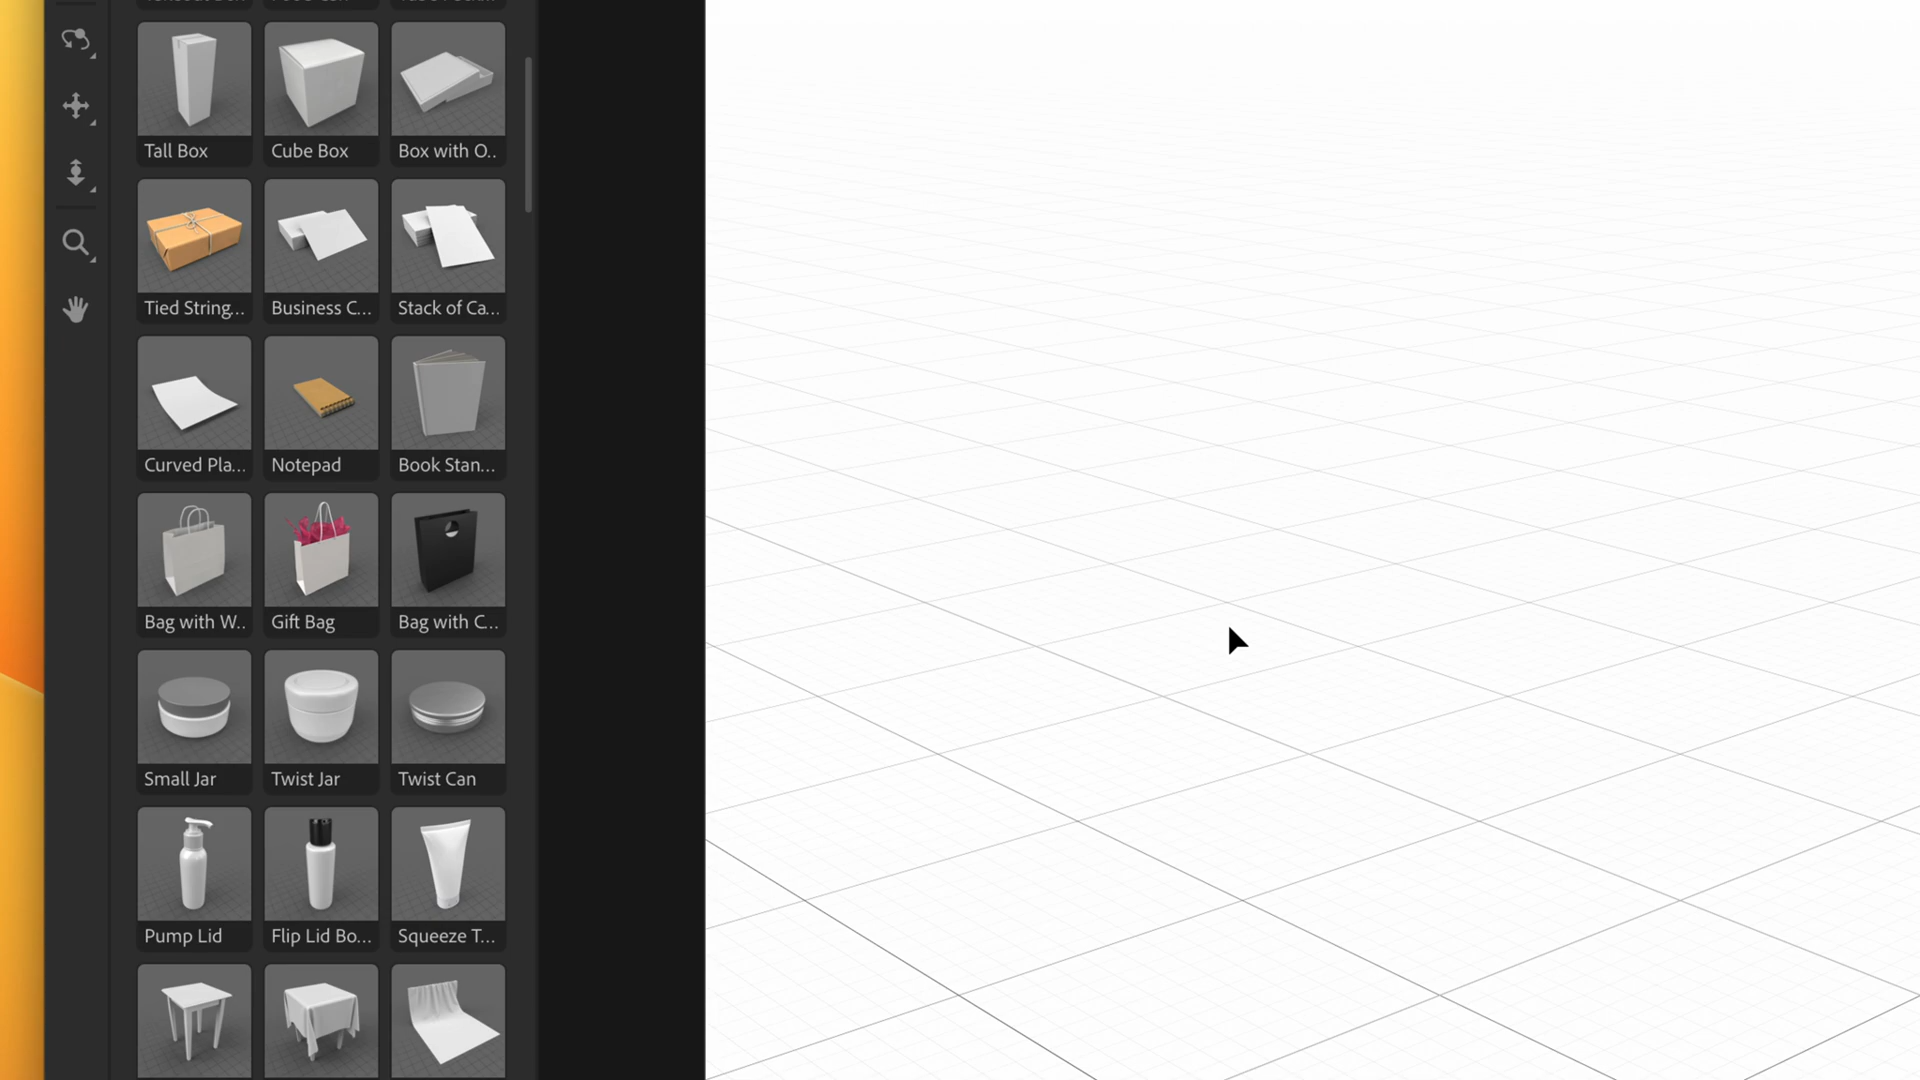 Tall Box
Cube Box
Box with O..
Tied String...
Business C...
Stack of Ca...
Curved Pla...
Notepad
Book Stan...
Bag with W..
Gift Bag
Bag with C...
Small Jar
Twist Jar
Twist Can
Pump Lid
Flip Lid Bo...
Squeeze T...